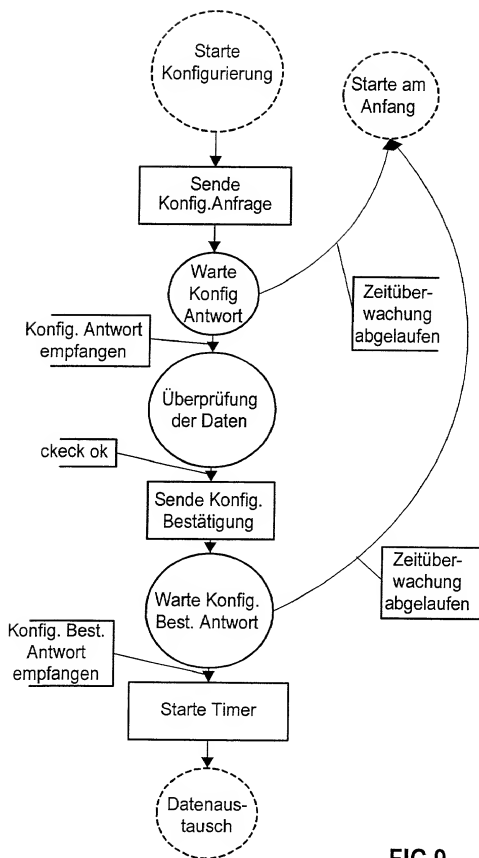 Starte
Konfigurierung
Starte am
Anfang
Sende
Konfig.Anfrage
Warte
Konfig
Antwort
Zeitüber-
wachung
abgelaufen
Konfig. Antwort
empfangen
Überprüfung
der Daten
ckeck ok
Sende Konfig.
Bestätigung
Zeitüber-
wachung
abgelaufen
Warte Konfig.
Best. Antwort
Konfig. Best.
Antwort
empfangen
Starte Timer
Datenaus-
tausch
FIG 9